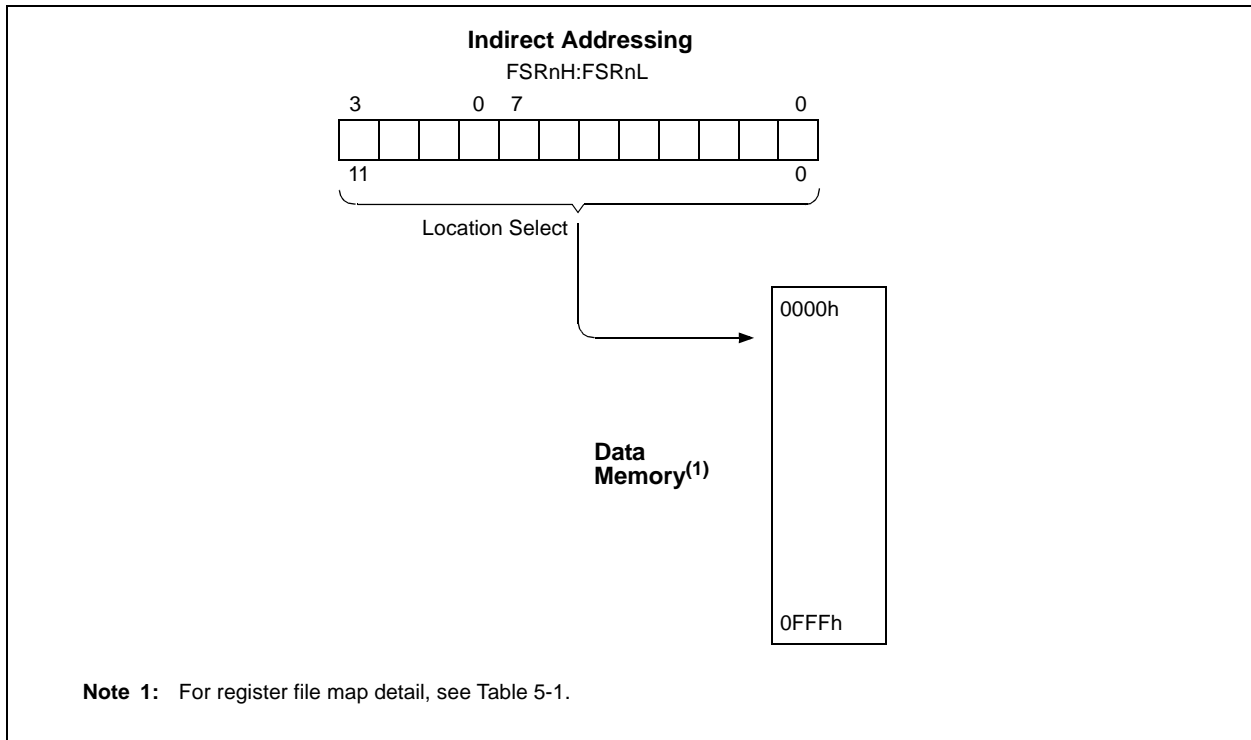 Indirect Addressing
FSRnH:FSRnL
3 0 7 0
11 0
Location Select
0000h
Data
Memory(1)
0FFFh
Note 1: For register file map detail, see Table 5-1.